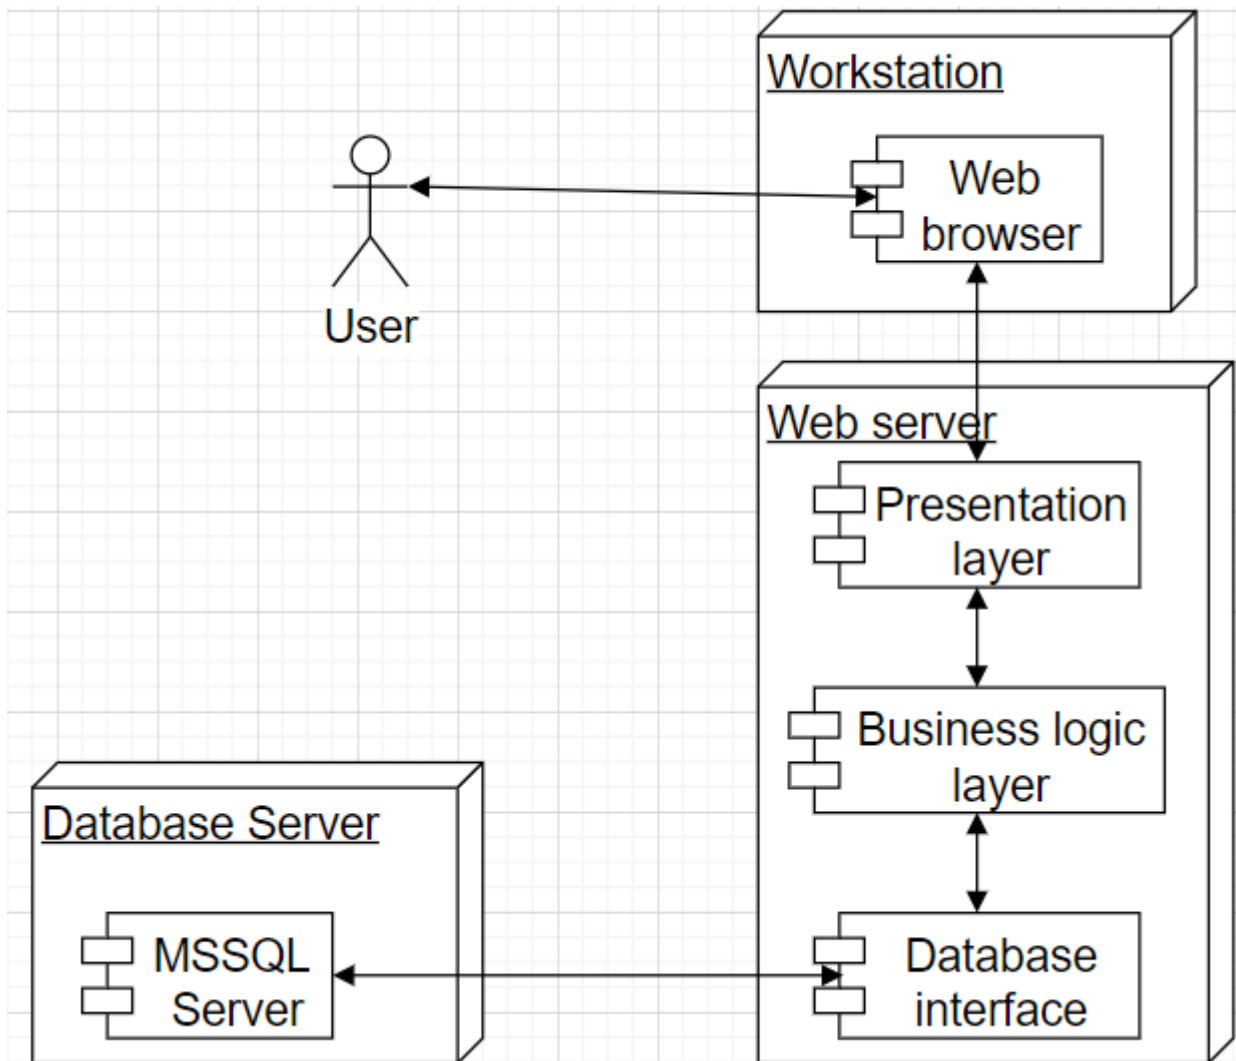 Workstation
Web
browser
User
Web server
Presentation
layer
Business logic
layer
Database Server
MSSQL
Server
Database
interface